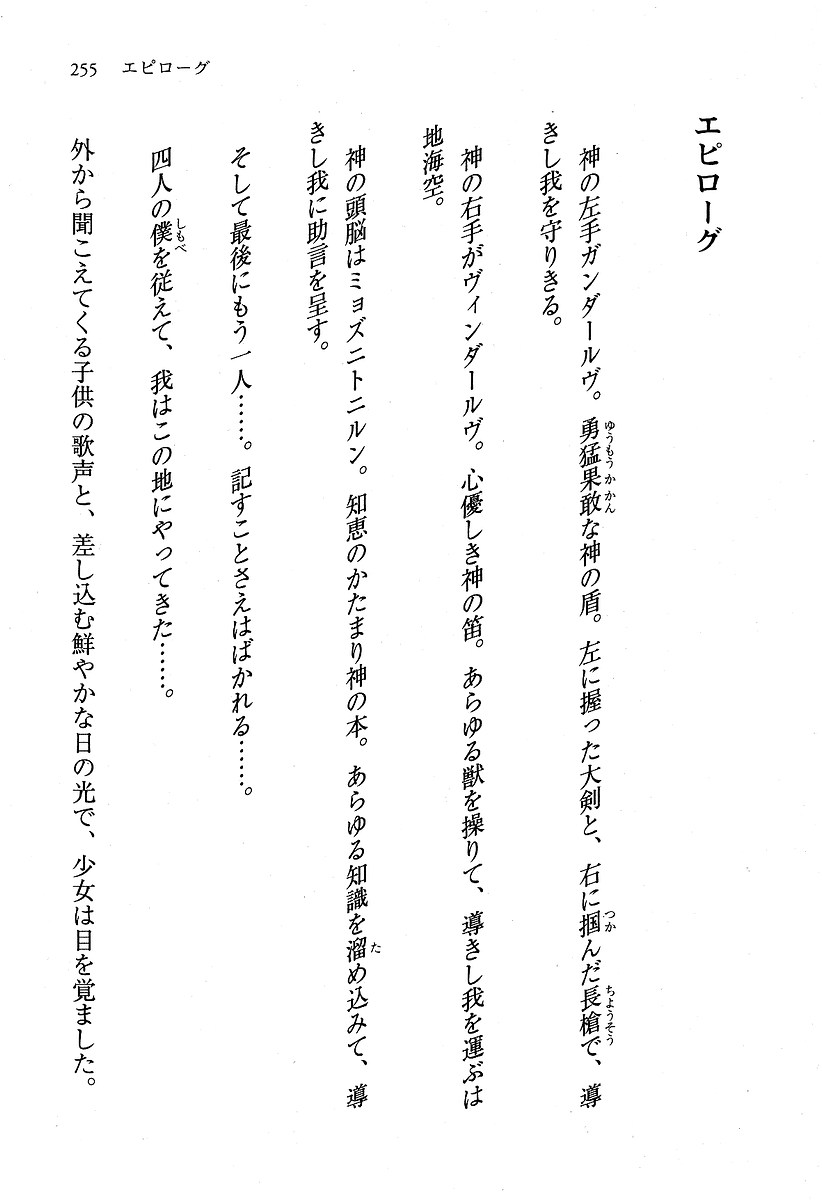 255 エピローグ
エピローグ
神の左手ガンダールヴ。勇猛果敢な神の盾。左に握った大剣と、右に掴んだ長槍で、導
きし我を守りきる。
神の右手がヴィンダールヴ。心優しき神の笛。あらゆる獣を操りて、導きし我を運ぶは
地海空。
神の頭脳はミョズニトニルン。知恵のかたまり神の本。あらゆる知識を溜め込みて、導
きし我に助言を呈す。
そして最後にもう一人……。記すことさえはばかれる……。
四人の僕を従えて、我はこの地にやってきた……。
外から聞こえてくる子供の歌声と、差し込む鮮やかな日の光で、少女は目を覚ました。